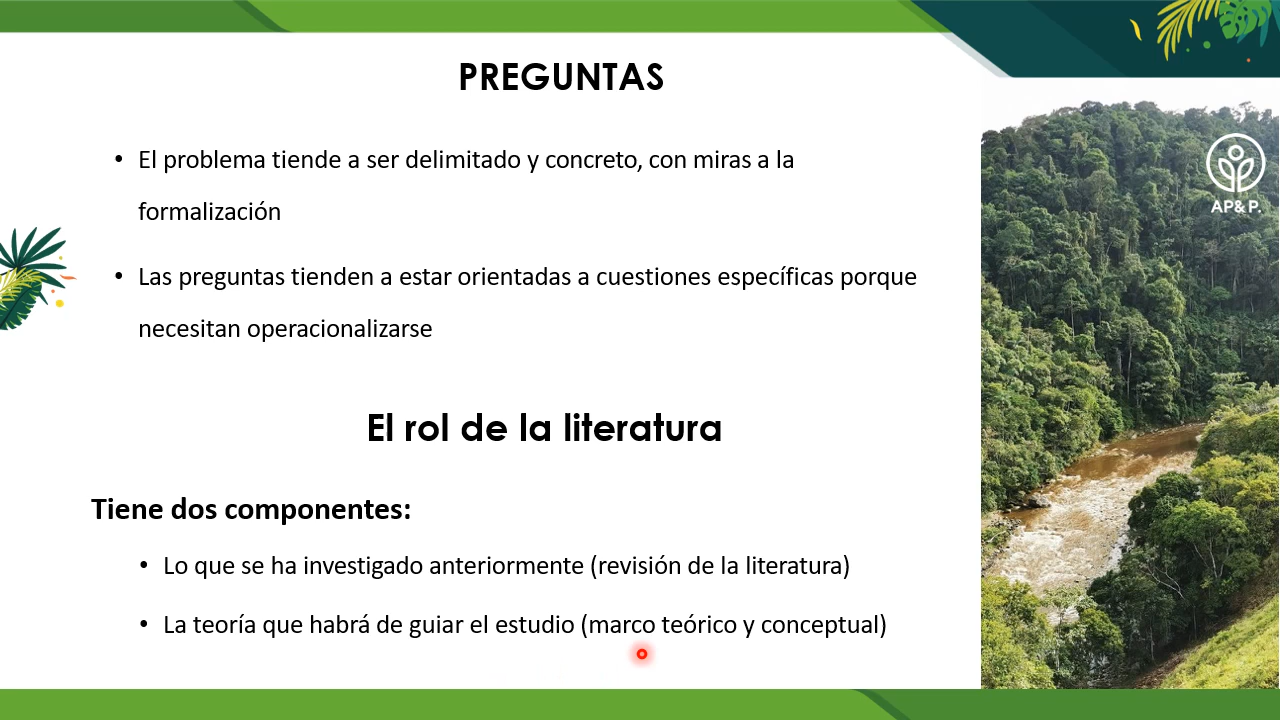 PREGUNTAS
• El problema tiende a ser delimitado y concreto, con miras a la
formalización
• Las preguntas tienden a estar orientadas a cuestiones específicas porque
necesitan operacionalizarse
AP&P.
El rol de la literatura
Tiene dos componentes:
• Lo que se ha investigado anteriormente (revisión de la literatura)
• La teoría que habrá de guiar el estudio (marco teórico y conceptual)